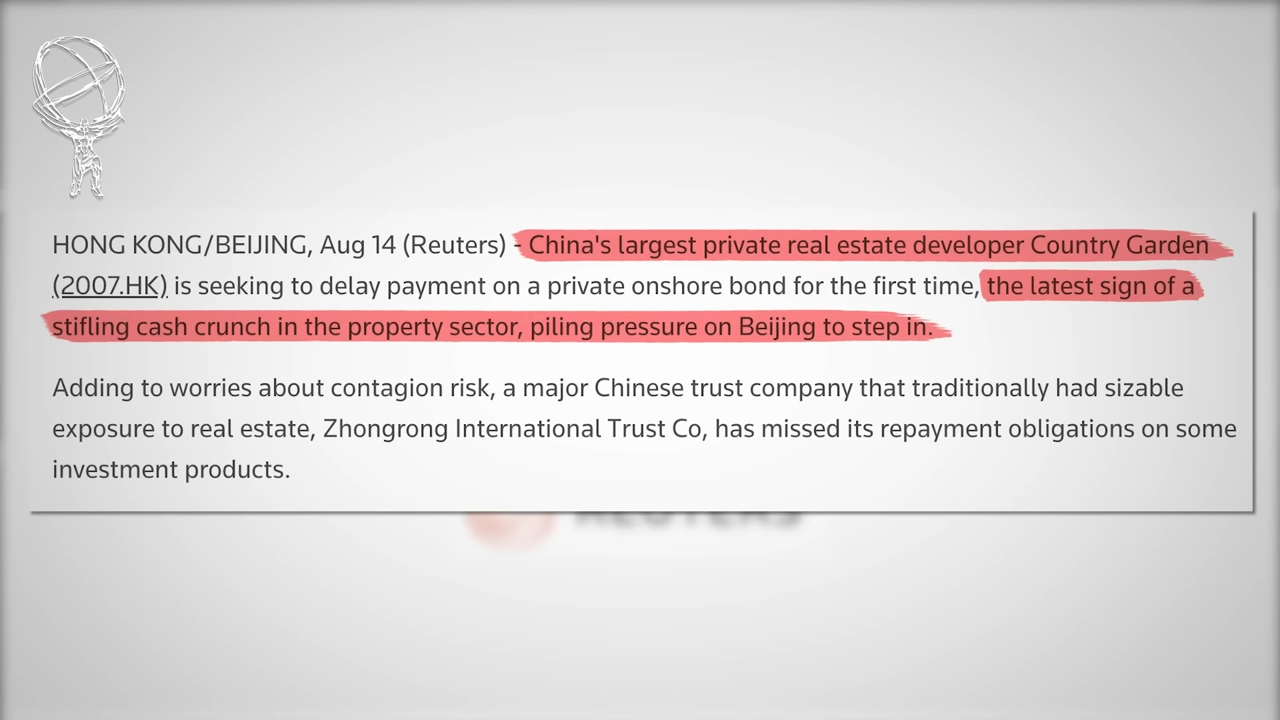 HONG KONG/BEIJING, Aug 14 (Reuters) - China's largest private real estate developer Country Garden
(2007.HK) is seeking to delay payment on a private onshore bond for the first time, the latest sign of a
stifling cash crunch in the property sector, piling pressure on Beijing to step in.
Adding to worries about contagion risk, a major Chinese trust company that traditionally had sizable
exposure to real estate, Zhongrong International Trust Co, has missed its repayment obligations on some
investment products.